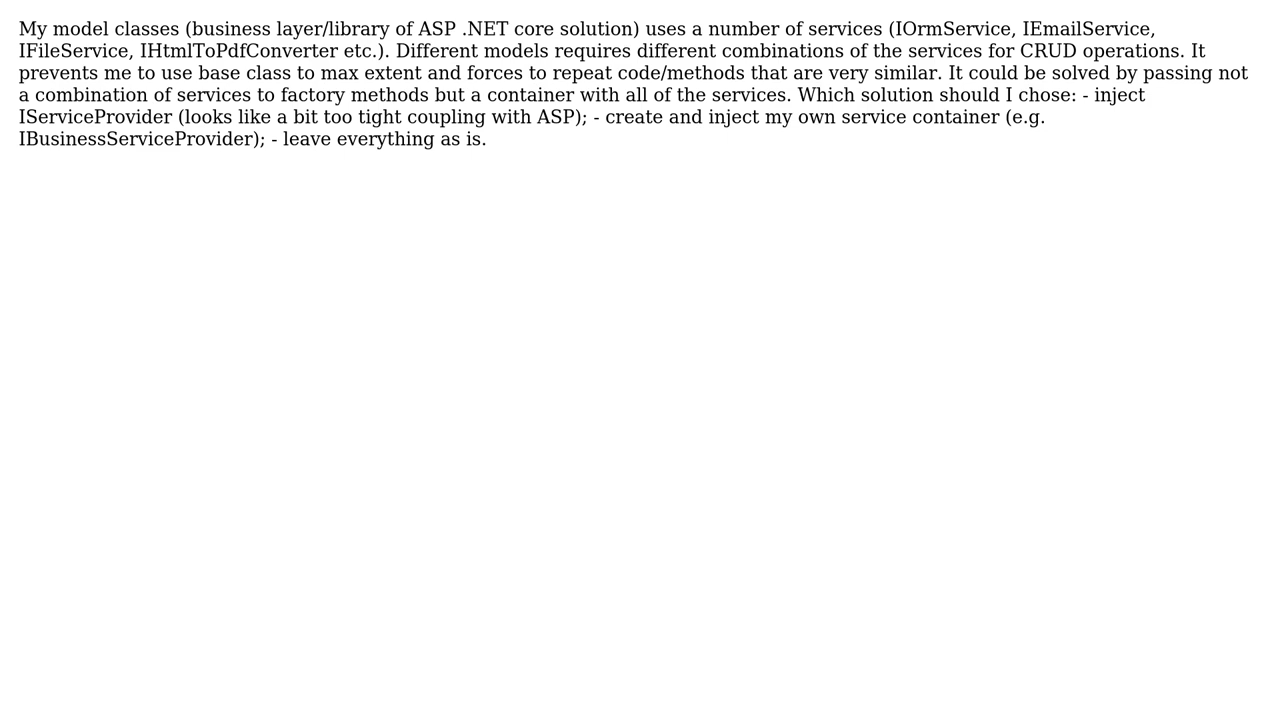 My model classes (business layer/library of ASP .NET core solution) uses a number of services (IOrmService, IEmailService,
IFileService, IHtmlToPdfConverter etc.). Different models requires different combinations of the services for CRUD operations. It
prevents me to use base class to max extent and forces to repeat code/methods that are very similar. It could be solved by passing not
a combination of services to factory methods but a container with all of the services. Which solution should I chose: - inject
IServiceProvider (looks like a bit too tight coupling with ASP); - create and inject my own service container (e.g.
IBusinessServiceProvider); - leave everything as is.